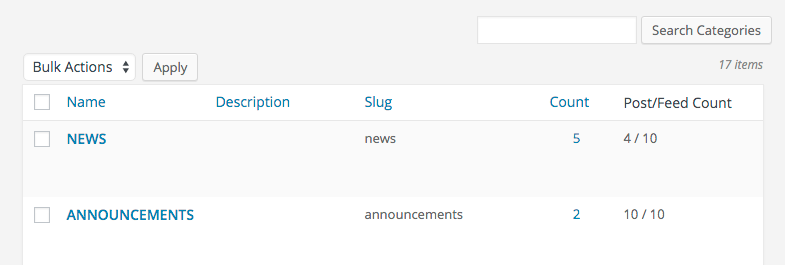 Search Categories
Bulk Actions Apply 17 items
Name Description Slug Count Post/Feed Count
NEWS news 5 4 / 10
ANNOUNCEMENTS announcements 2 10 / 10